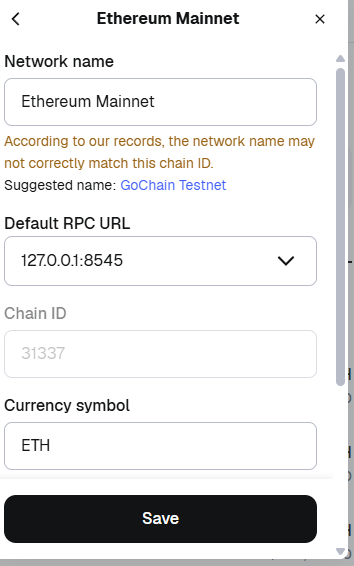 Ethereum Mainnet
Network name
Ethereum Mainnet
According to our records, the network name may
not correctly match this chain ID.
Suggested name: GoChain Testnet
Default RPC URL
127.0.0.1:8545
Chain ID
31337
Currency symbol
ETH
Save